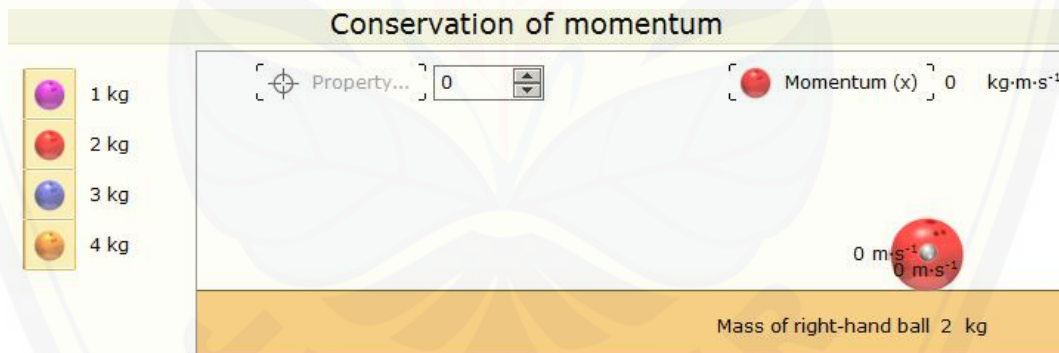 Conservation of momentum
Property... 0 Momentum (x) 0 kg·m·s⁻¹
1 kg
2 kg
3 kg
4 kg
0 m·s⁻¹
0 m·s⁻¹
Mass of right-hand ball 2 kg